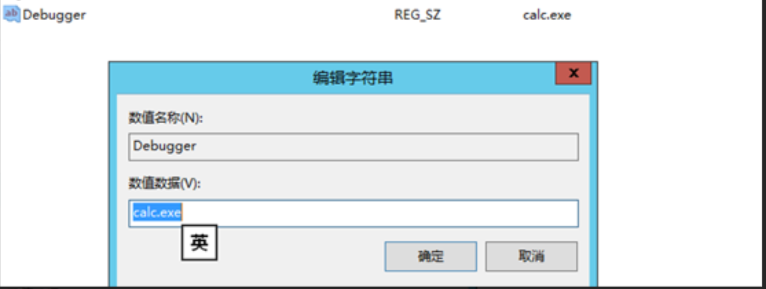 Debugger REG_SZ calc.exe
编辑字符串
数值名称(N):
Debugger
数值数据(V):
calc.exe
英
确定 取消